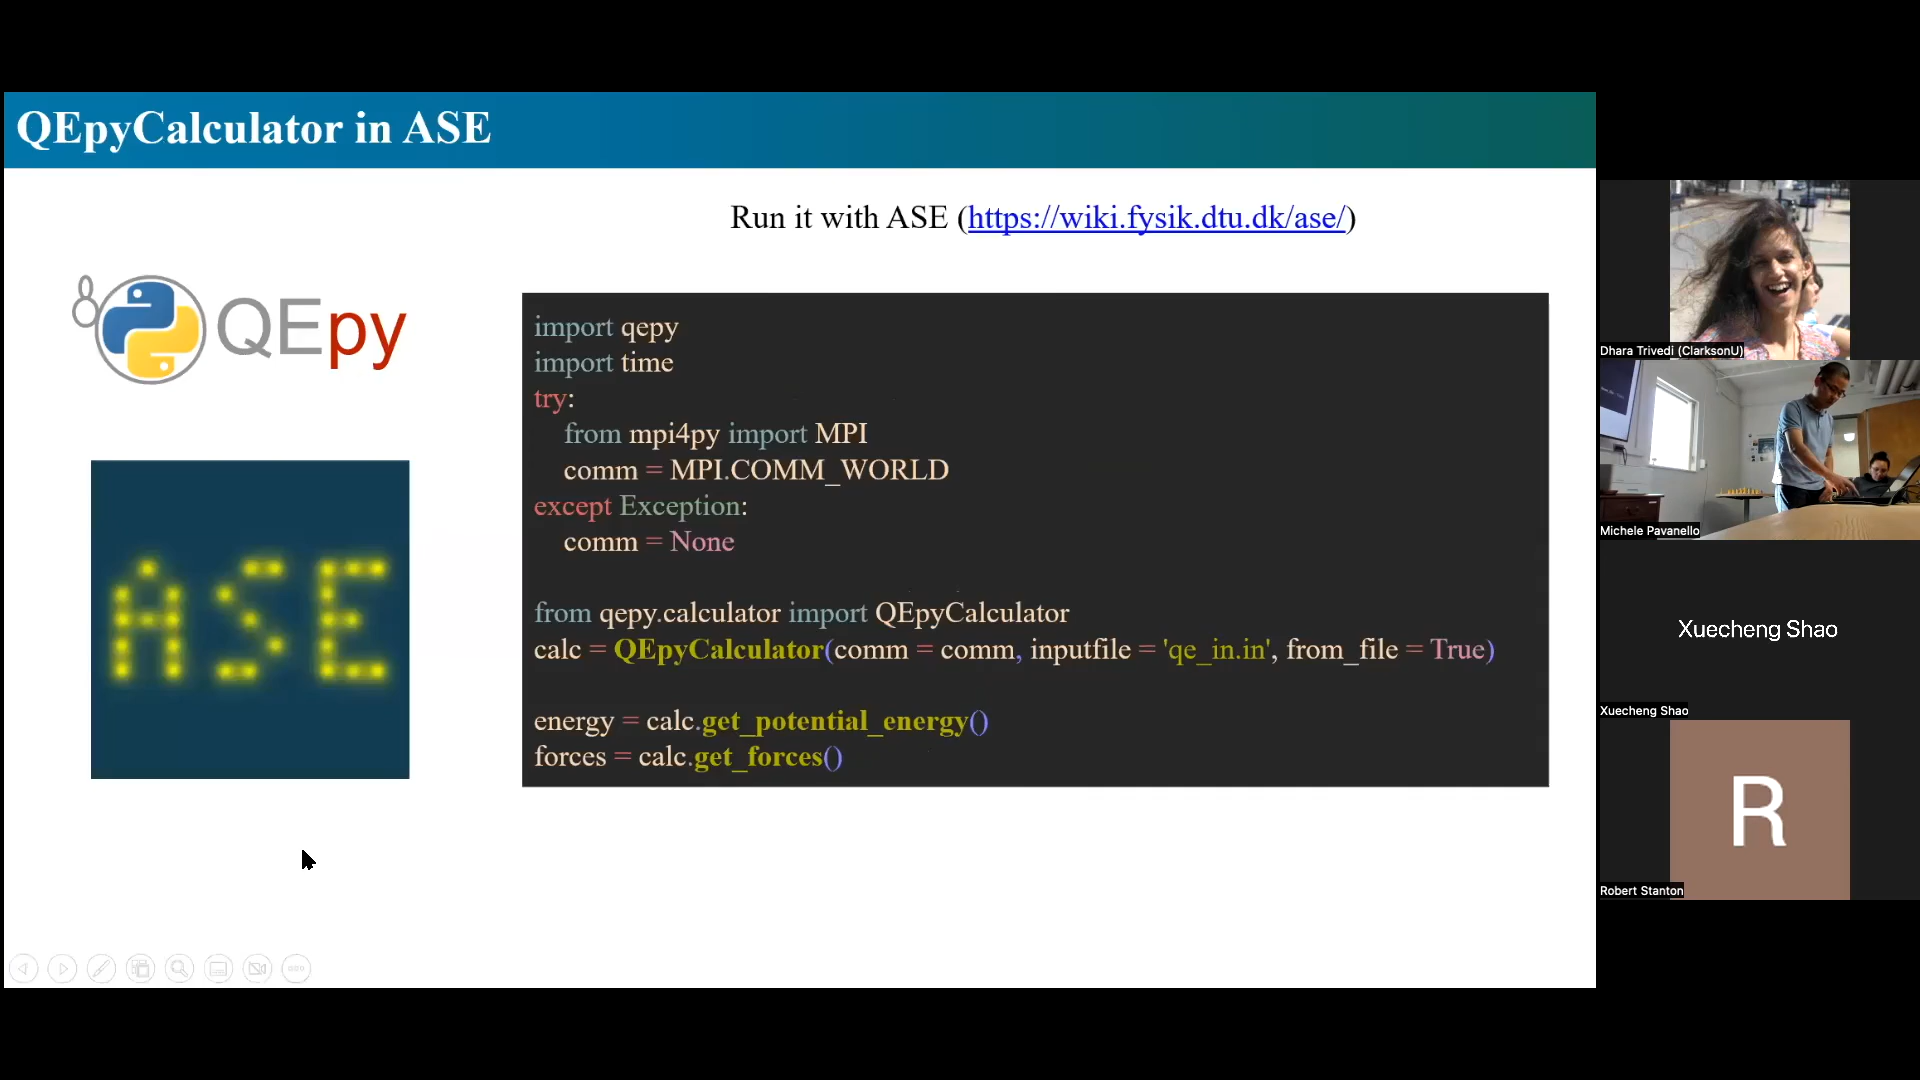 QEpyCalculator in ASE
Run it with ASE (https://wiki.fysik.dtu.dk/ase/)
QEpy
ASE
import qepy
import time
try:
    from mpi4py import MPI
    comm = MPI.COMM_WORLD
except Exception:
    comm = None
from qepy.calculator import QEpyCalculator
calc = QEpyCalculator(comm = comm, inputfile = 'qe_in.in', from_file = True)
energy = calc.get_potential_energy()
forces = calc.get_forces()
Dhara Trivedi (ClarksonU)
Michele Pavanello
Xuecheng Shao
Xuecheng Shao
R
Robert Stanton